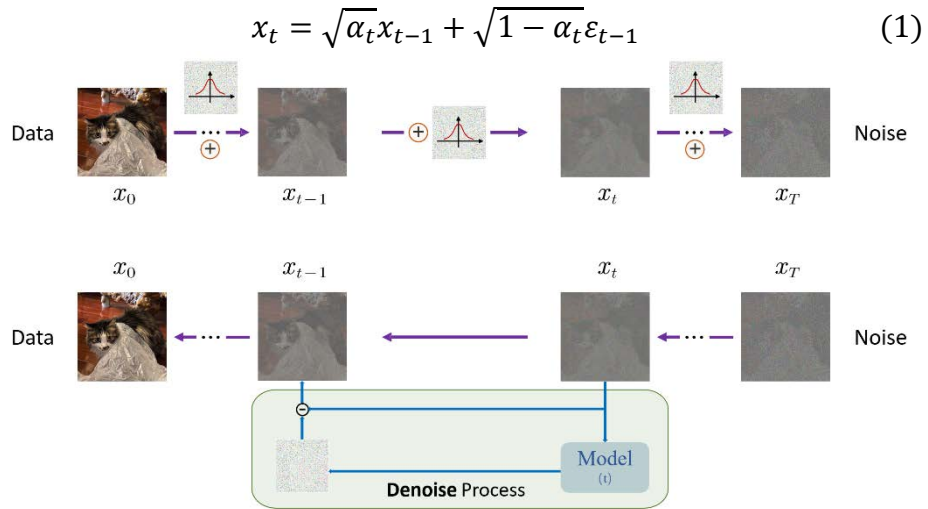 x_t = √α_t x_{t−1} + √1 − α_t ε_{t−1} (1)
Data ... + + ... + Noise
x_0 x_{t−1} x_t x_T
x_0 x_{t−1} x_t x_T
Data ... ... Noise
−
Model
(t)
Denoise Process